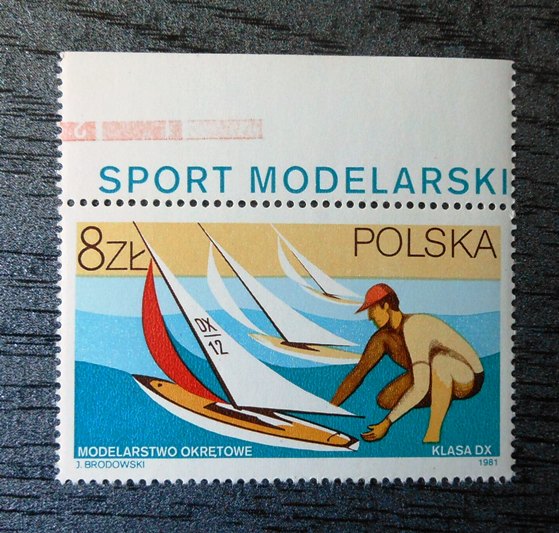 SPORT MODELARSKI
8ZŁ POLSKA
DX
12
MODELARSTWO OKRĘTOWE KLASA DX
J. BRODOWSKI 1981